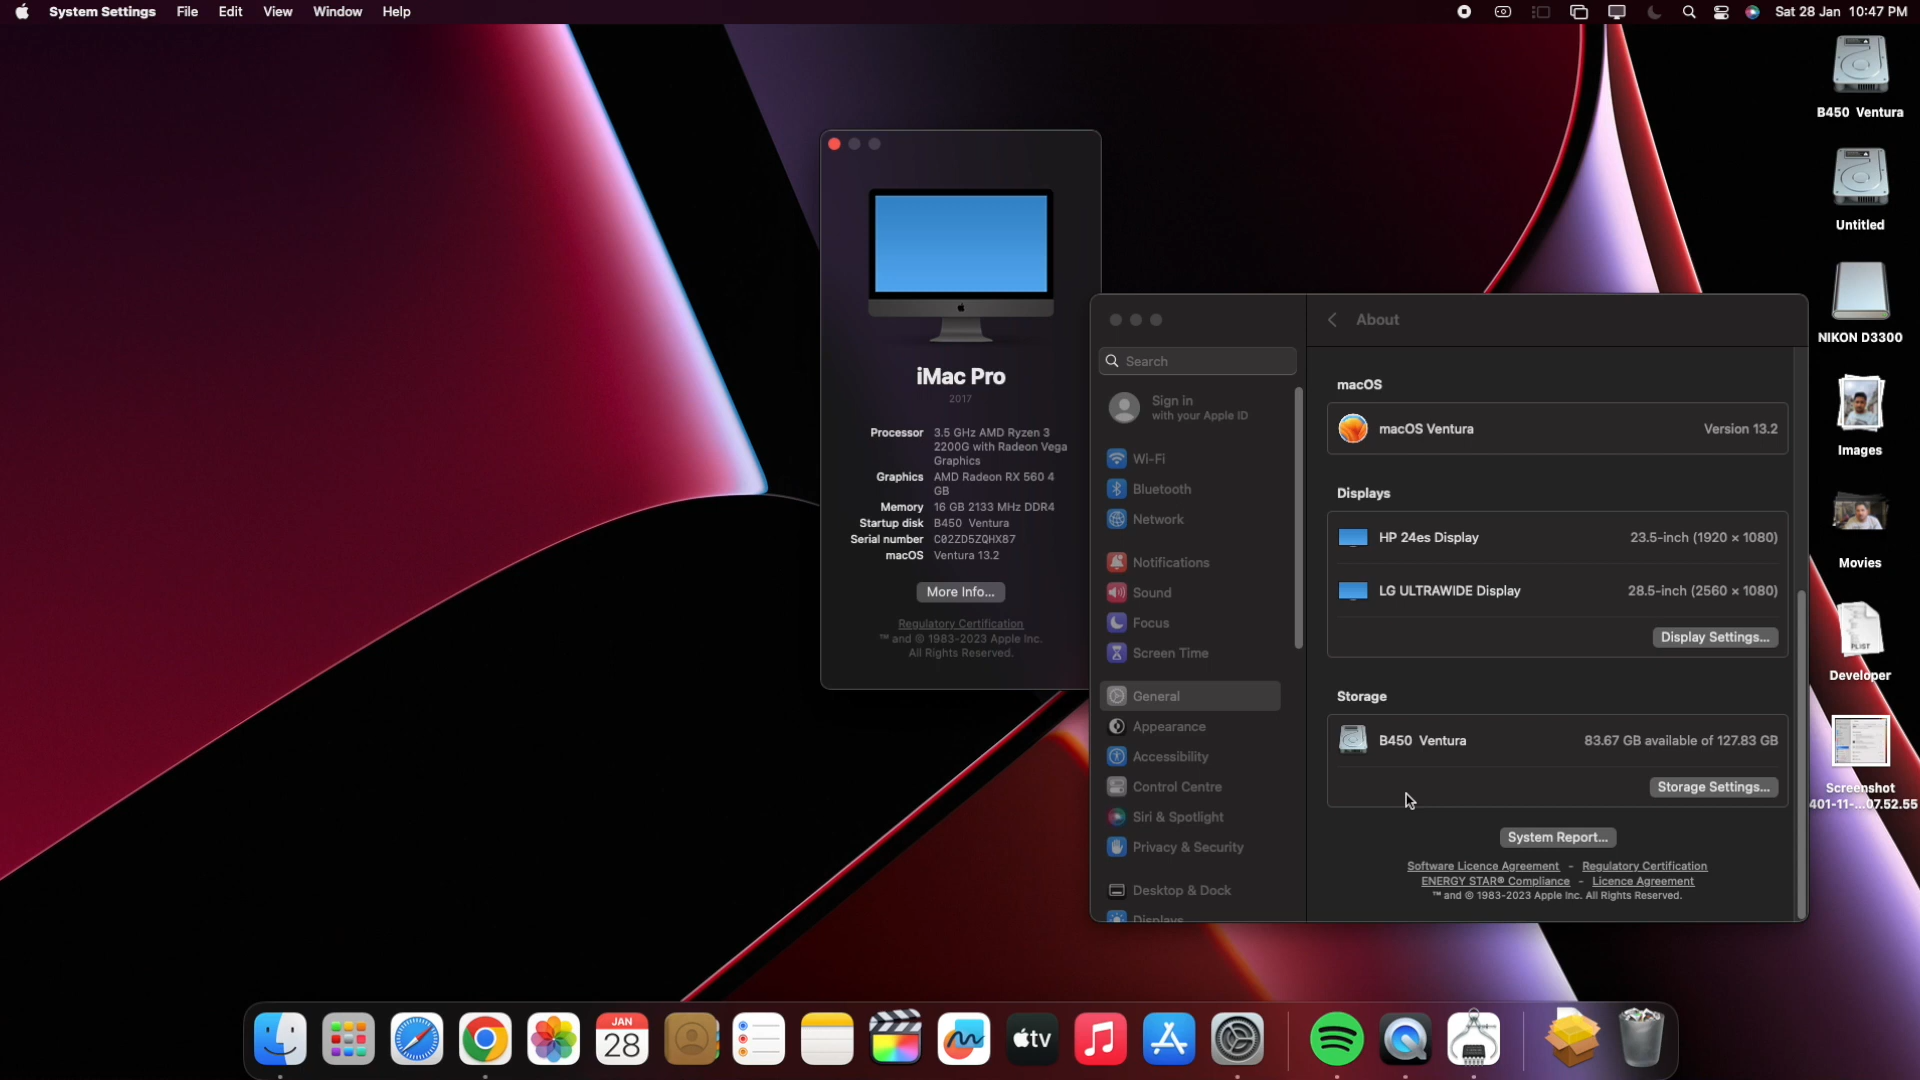 System Settings File Edit View Window Help
Sat 28 Jan 10:47 PM
B450 Ventura
Untitled
NIKON D3300
Images
Movies
PLIST
Developer
Screenshot
401-11-...07.52.55
iMac Pro
2017
Processor 3.5 GHz AMD Ryzen 3
2200G with Radeon Vega
Graphics
Graphics AMD Radeon RX 560 4
GB
Memory 16 GB 2133 MHz DDR4
Startup disk B450 Ventura
Serial number C02ZD5ZQHX87
macOS Ventura 13.2
More Info...
Regulatory Certification
™ and © 1983-2023 Apple Inc.
All Rights Reserved.
Search
Sign in
with your Apple ID
Wi-Fi
Bluetooth
Network
Notifications
Sound
Focus
Screen Time
General
Appearance
Accessibility
Control Centre
Siri & Spotlight
Privacy & Security
Desktop & Dock
Displays
About
macOS
macOS Ventura Version 13.2
Displays
HP 24es Display 23.5-inch (1920 × 1080)
LG ULTRAWIDE Display 28.5-inch (2560 × 1080)
Display Settings...
Storage
B450 Ventura 83.67 GB available of 127.83 GB
Storage Settings...
System Report...
Software Licence Agreement - Regulatory Certification
ENERGY STAR® Compliance - Licence Agreement
™ and © 1983-2023 Apple Inc. All Rights Reserved.
JAN
28
tv